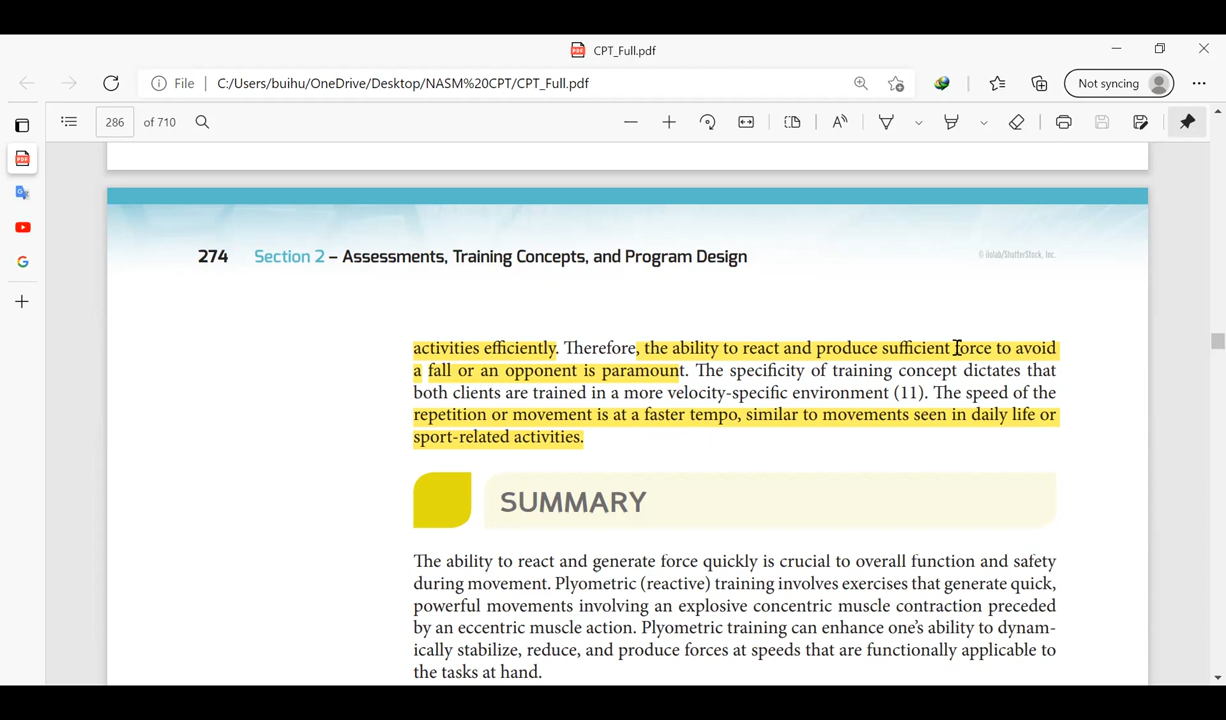 CPT_Full.pdf
File | C:/Users/buihu/OneDrive/Desktop/NASM%20CPT/CPT_Full.pdf
Not syncing
286 of 710
274 Section 2 – Assessments, Training Concepts, and Program Design
© ilolab/ShutterStock, Inc.
activities efficiently. Therefore, the ability to react and produce sufficient force to avoid
a fall or an opponent is paramount. The specificity of training concept dictates that
both clients are trained in a more velocity-specific environment (11). The speed of the
repetition or movement is at a faster tempo, similar to movements seen in daily life or
sport-related activities.
SUMMARY
The ability to react and generate force quickly is crucial to overall function and safety
during movement. Plyometric (reactive) training involves exercises that generate quick,
powerful movements involving an explosive concentric muscle contraction preceded
by an eccentric muscle action. Plyometric training can enhance one's ability to dynam-
ically stabilize, reduce, and produce forces at speeds that are functionally applicable to
the tasks at hand.